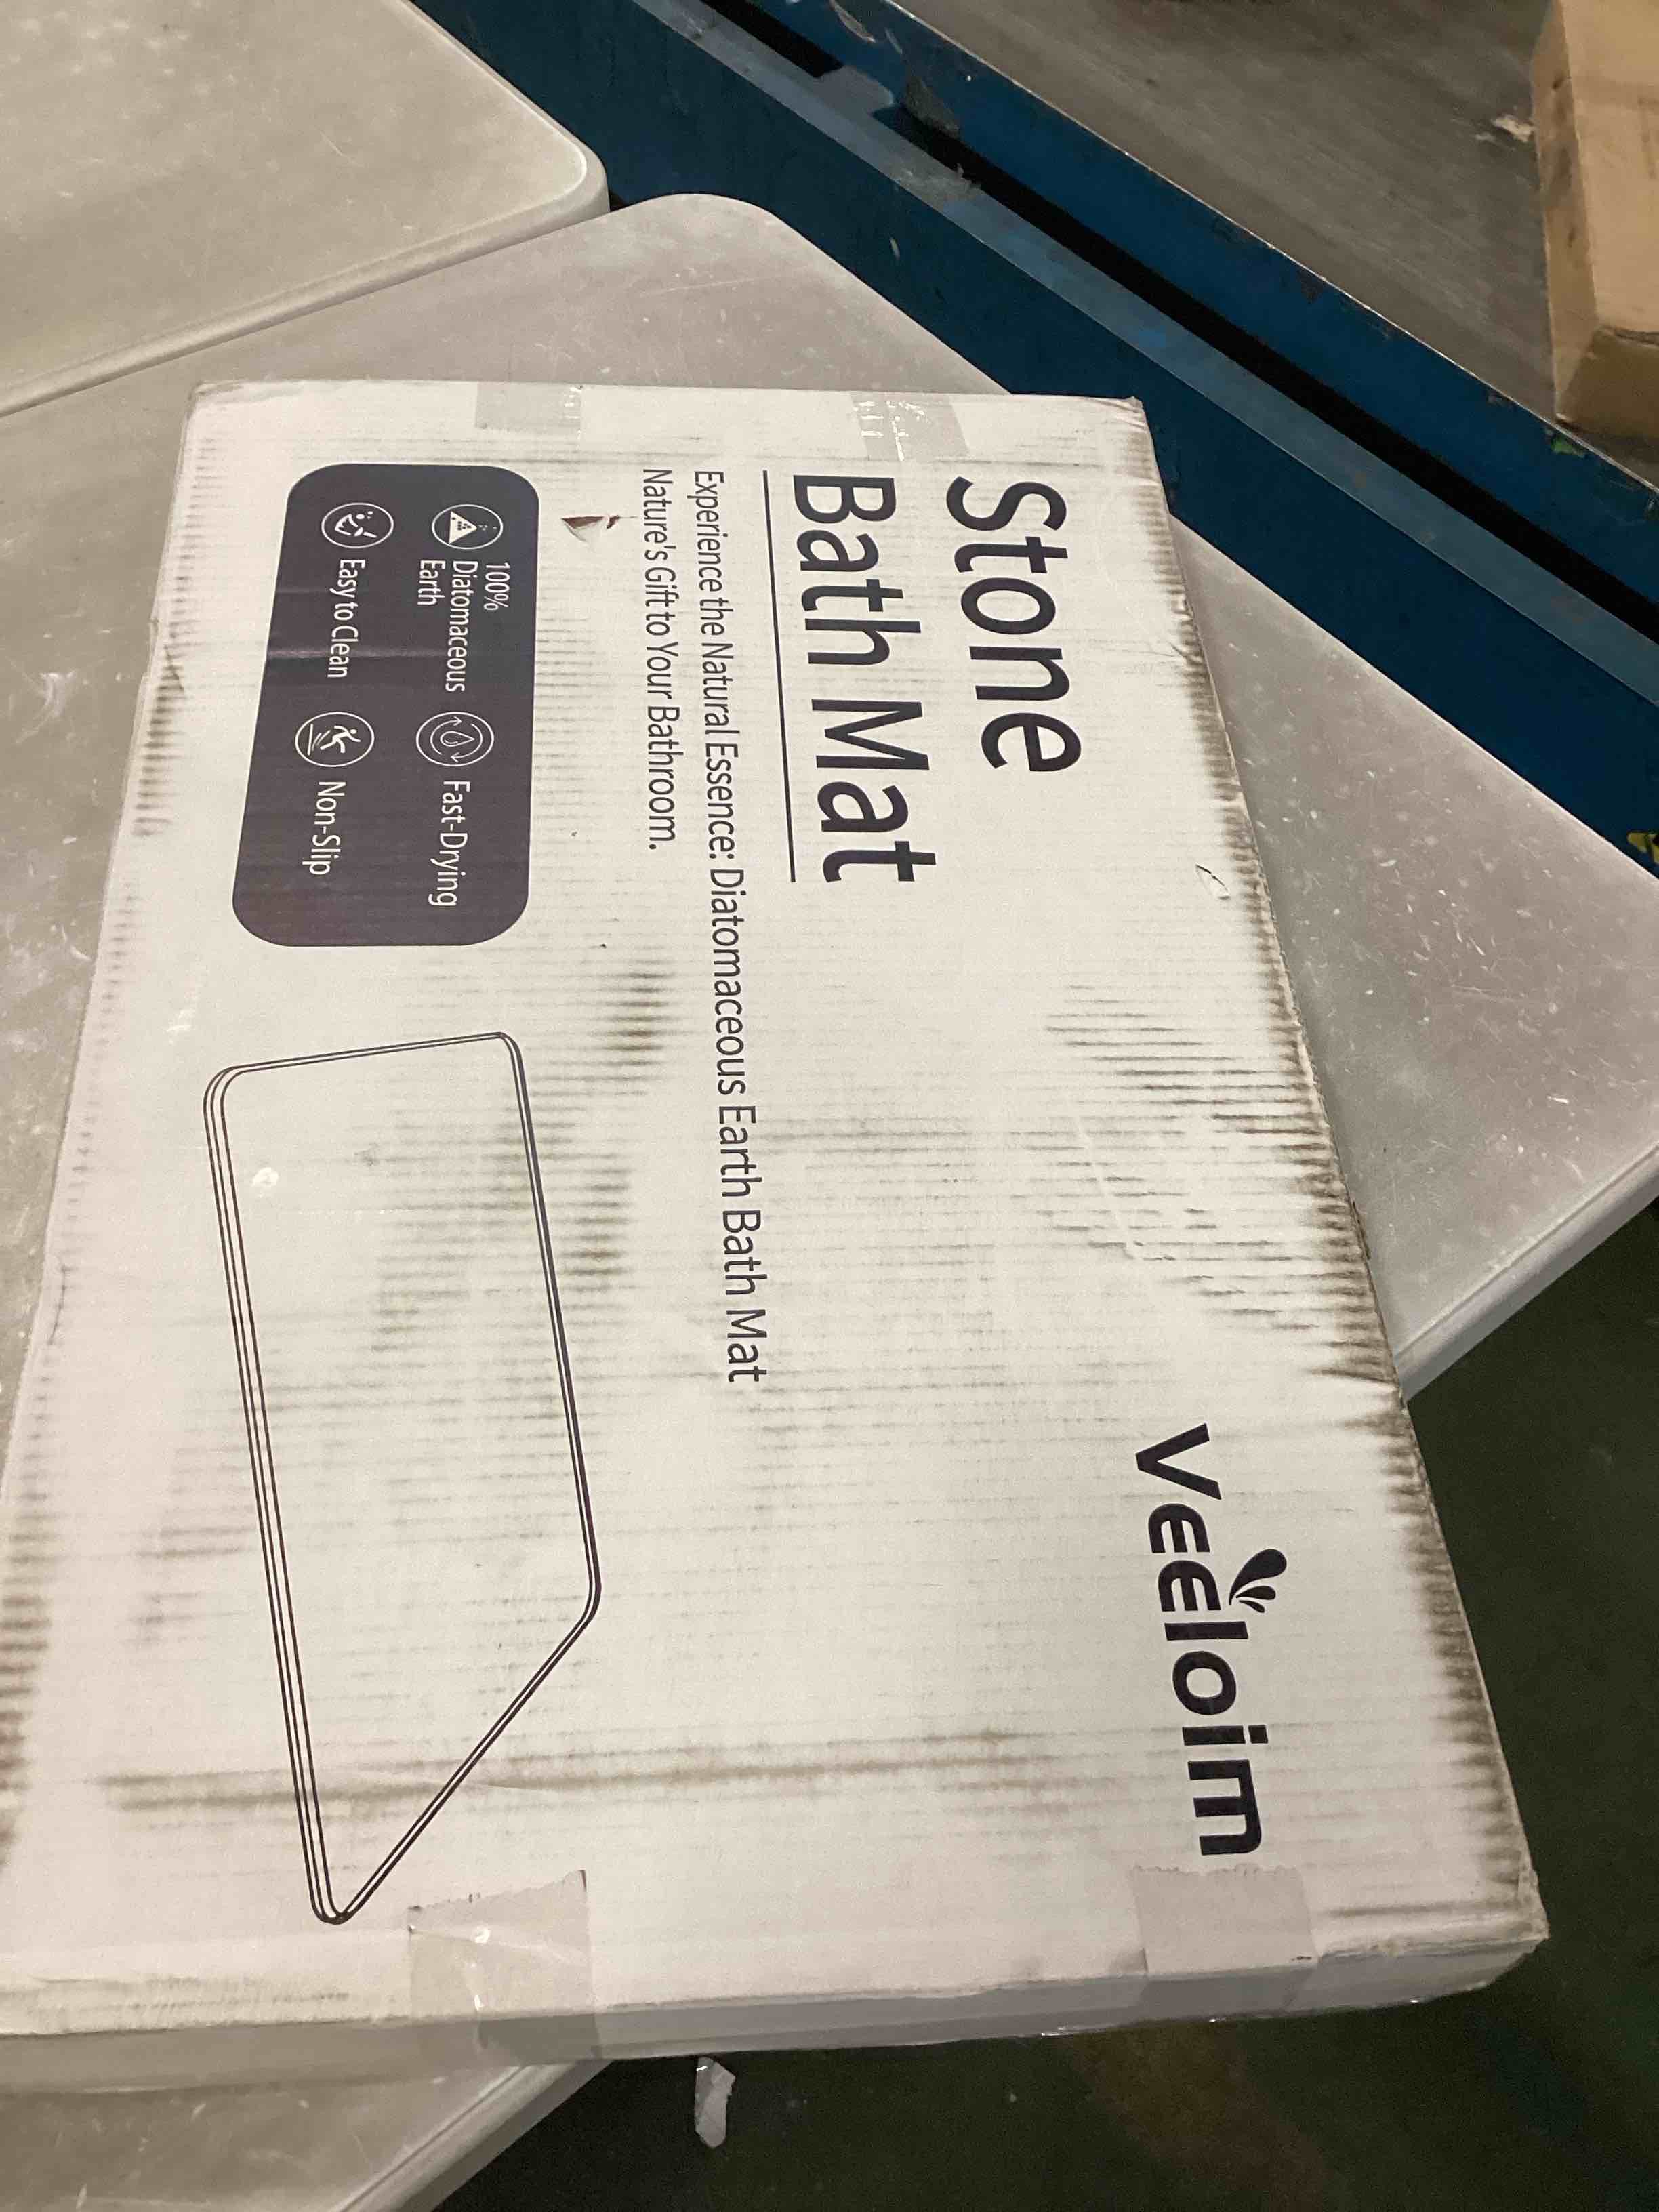 Veeloim
Stone
Bath Mat
Experience the Natural Essence: Diatomaceous Earth Bath Mat
Nature's Gift to Your Bathroom.
100%
Diatomaceous
Earth
Fast-Drying
Easy to Clean
Non-Slip